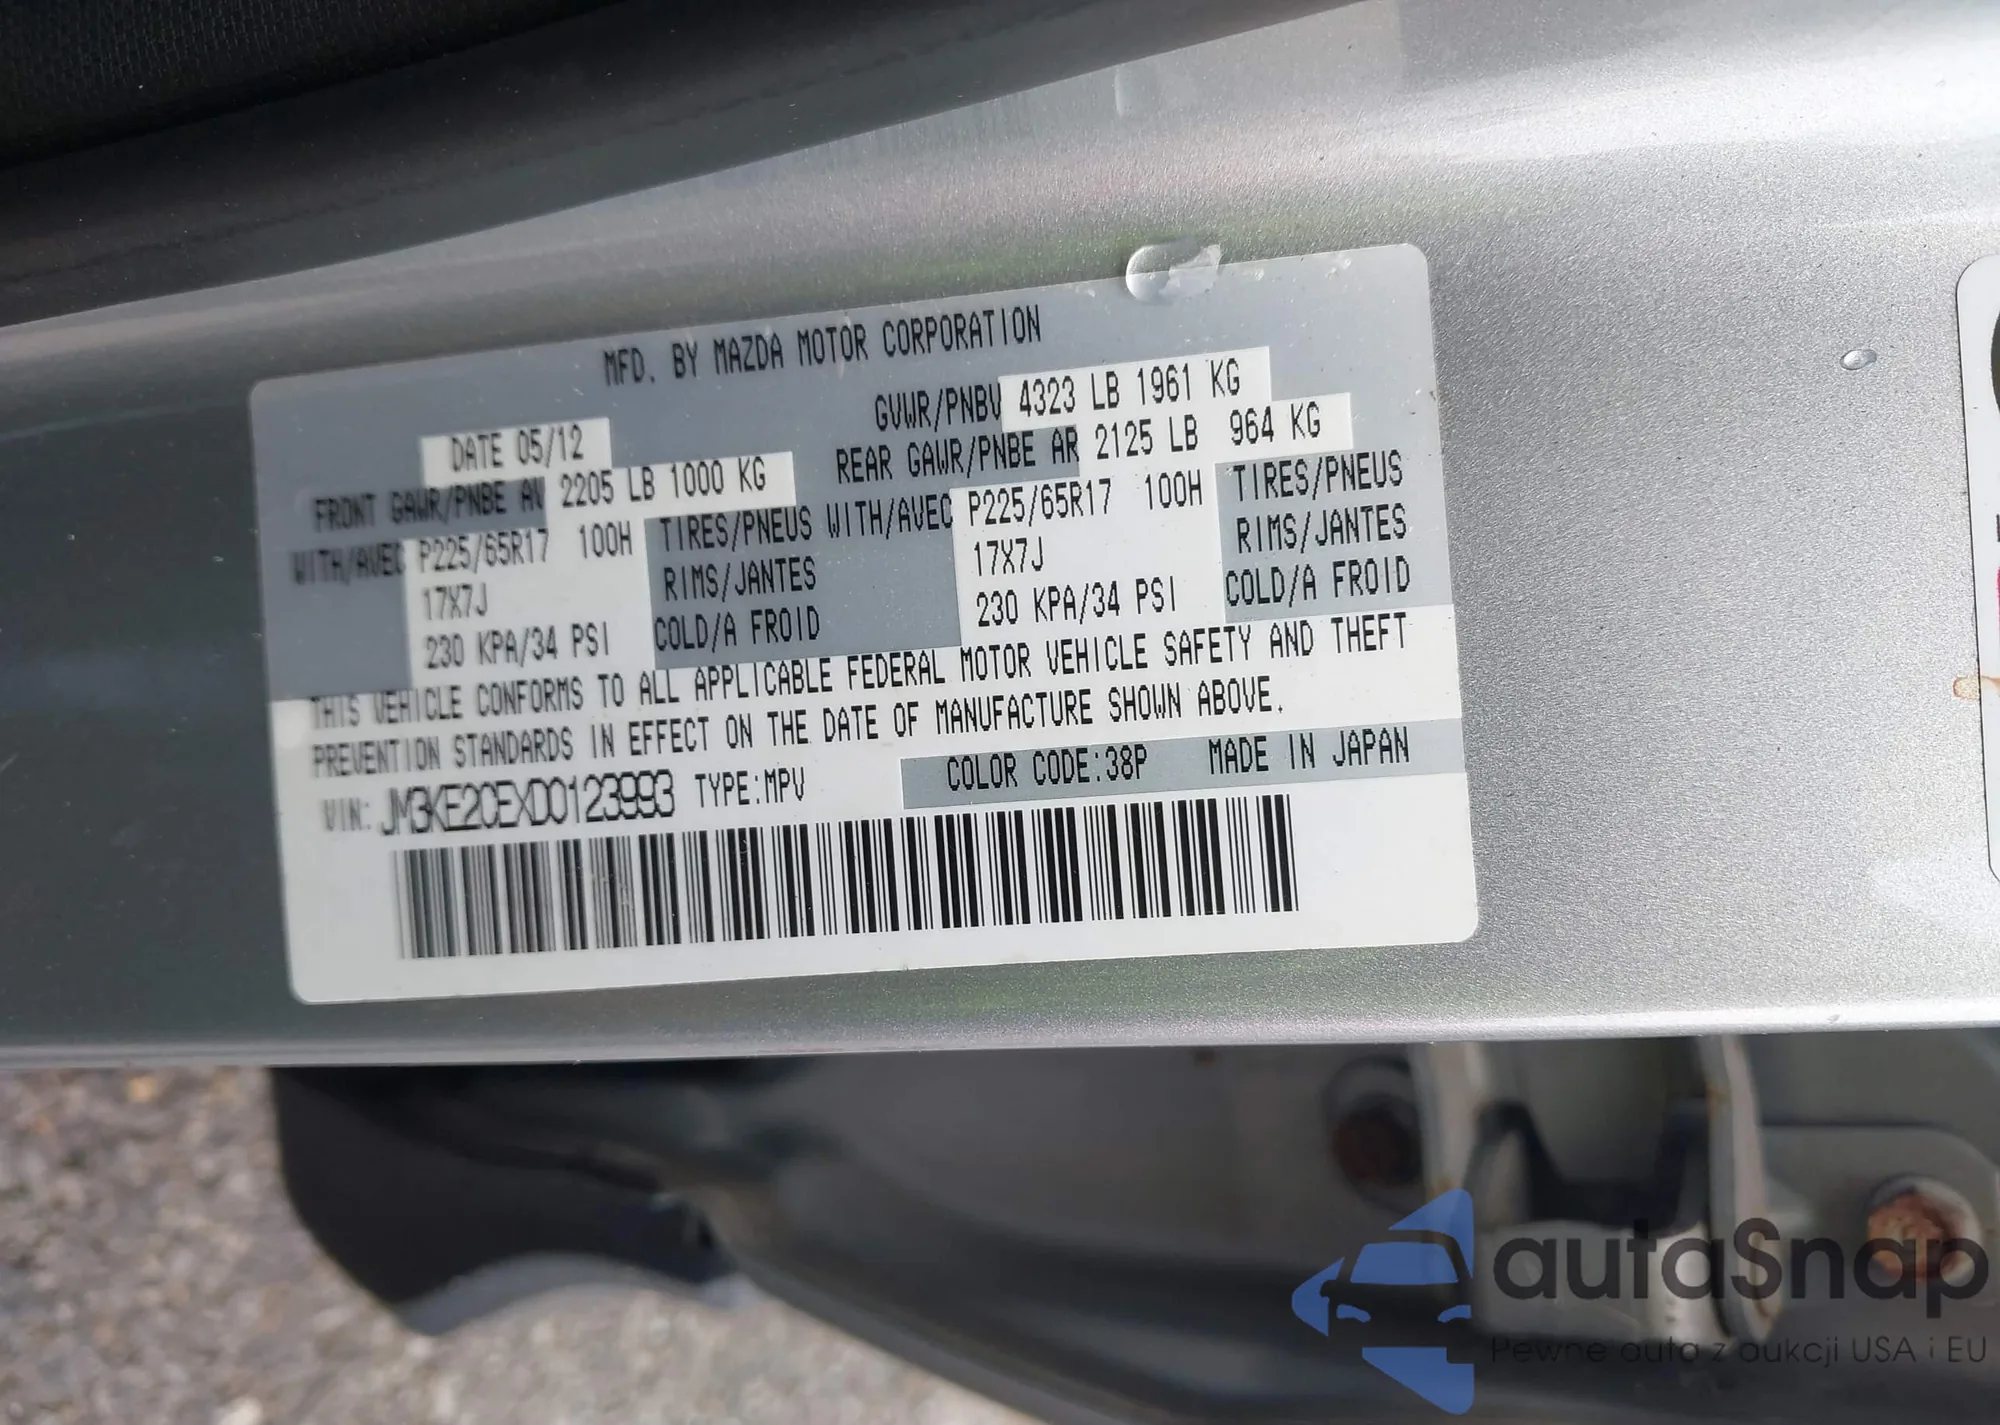 MFD. BY MAZDA MOTOR CORPORATION
DATE 05/12
GVWR/PNBV 4323 LB 1961 KG
FRONT GAWR/PNBE AV 2205 LB 1000 KG
REAR GAWR/PNBE AR 2125 LB 964 KG
WITH/AVEC P225/65R17 100H TIRES/PNEUS WITH/AVEC P225/65R17 100H TIRES/PNEUS
17X7J RIMS/JANTES 17X7J RIMS/JANTES
230 KPA/34 PSI COLD/A FROID 230 KPA/34 PSI COLD/A FROID
THIS VEHICLE CONFORMS TO ALL APPLICABLE FEDERAL MOTOR VEHICLE SAFETY AND THEFT
PREVENTION STANDARDS IN EFFECT ON THE DATE OF MANUFACTURE SHOWN ABOVE.
VIN: JM3KE2CEXD0123993 TYPE:MPV COLOR CODE:38P MADE IN JAPAN
autaSnap
Pewne auta z aukcji USA i EU